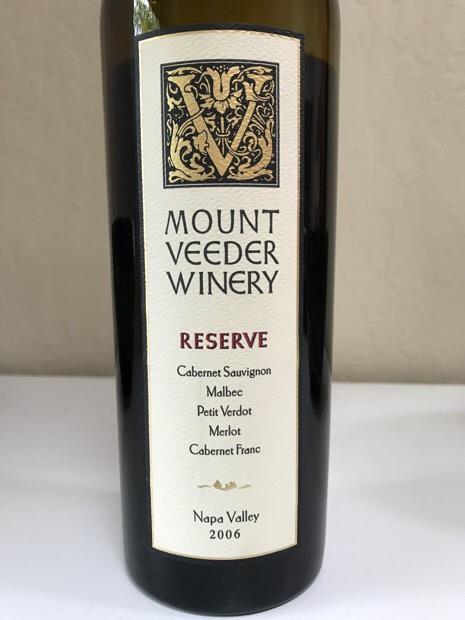 V
MOUNT
VEEDER
WINERY
RESERVE
Cabernet Sauvignon
Malbec
Petit Verdot
Merlot
Cabernet Franc
Napa Valley
2006